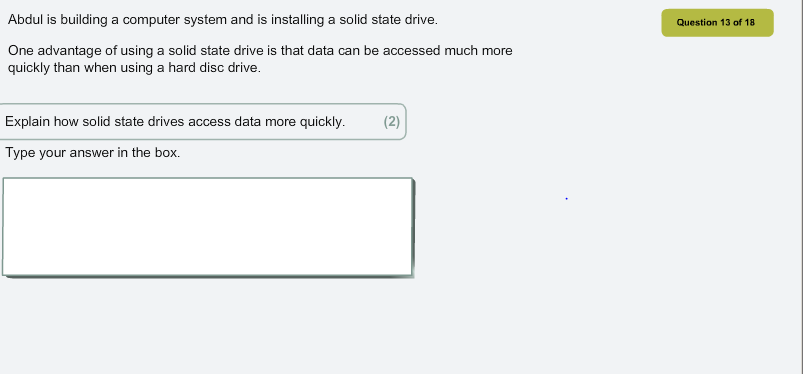 Abdul is building a computer system and is installing a solid state drive.
Question 13 of 18
One advantage of using a solid state drive is that data can be accessed much more
quickly than when using a hard disc drive.
Explain how solid state drives access data more quickly. (2)
Type your answer in the box.